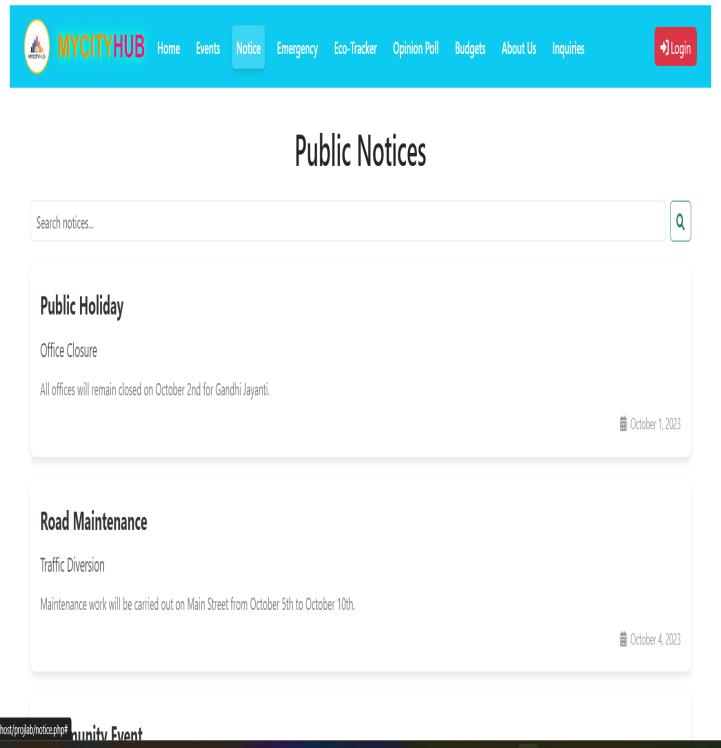 MYCITYHUB Home Events Notice Emergency Eco-Tracker Opinion Poll Budgets About Us Inquiries Login
MYCITYHUB
Public Notices
Search notices...
Public Holiday
Office Closure
All offices will remain closed on October 2nd for Gandhi Jayanti.
October 1, 2023
Road Maintenance
Traffic Diversion
Maintenance work will be carried out on Main Street from October 5th to October 10th.
October 4, 2023
munity Event
host/projlab/notice.php#